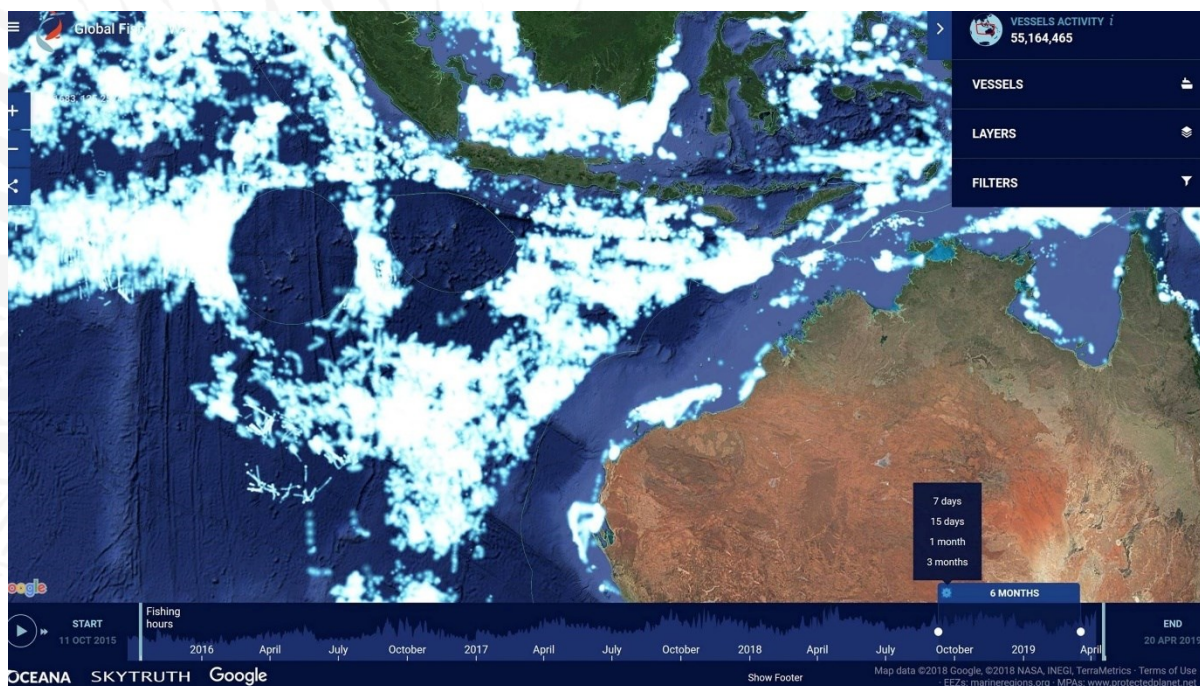 Global Fi
VESSELS ACTIVITY i
55,164,465
VESSELS
LAYERS
FILTERS
7 days
15 days
1 month
3 months
6 MONTHS
START
11 OCT 2015
Fishing
hours
2016 April July October 2017 April July October 2018 April July October 2019 April
END
20 APR 2019
OCEANA SKYTRUTH Google
Show Footer
Map data ©2018 Google, ©2018 NASA, INEGI, TerraMetrics · Terms of Use
· EEZs: marineregions.org · MPAs: www.protectedplanet.net